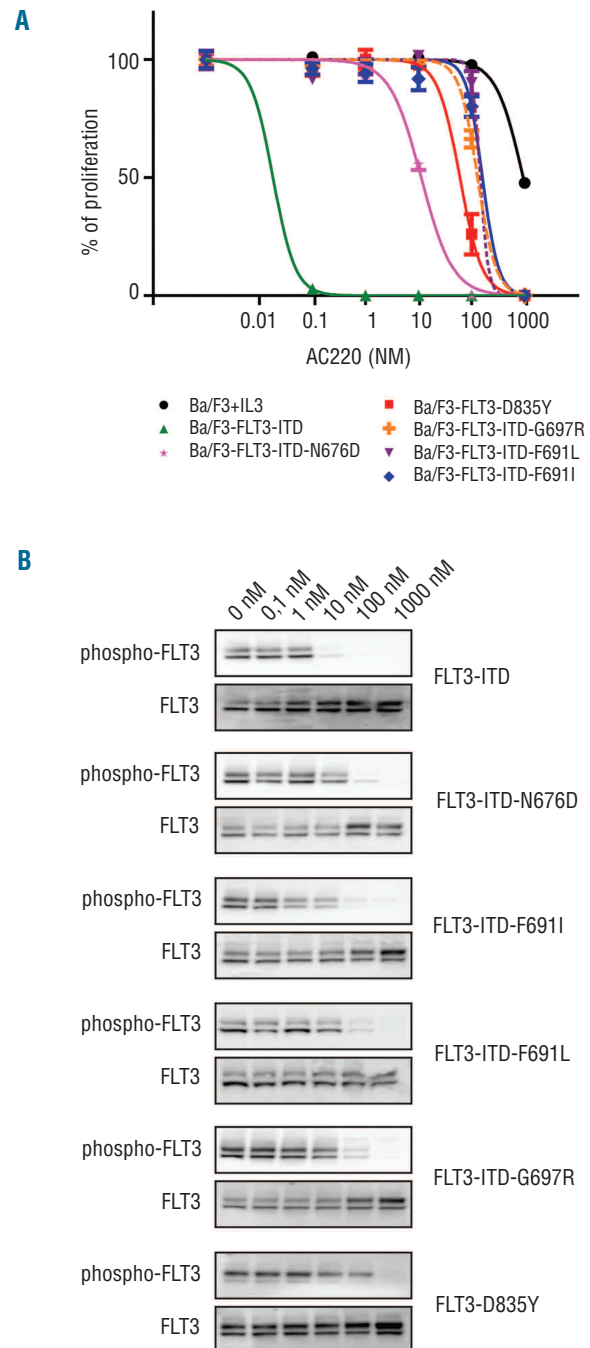 A
% of proliferation
100
50
0
0.01 0.1 1 10 100 1000
AC220 (NM)
Ba/F3+IL3
Ba/F3-FLT3-ITD
Ba/F3-FLT3-ITD-N676D
Ba/F3-FLT3-D835Y
Ba/F3-FLT3-ITD-G697R
Ba/F3-FLT3-ITD-F691L
Ba/F3-FLT3-ITD-F691I
B
0 nM 0,1 nM 1 nM 10 nM 100 nM 1000 nM
phospho-FLT3
FLT3
FLT3-ITD
phospho-FLT3
FLT3
FLT3-ITD-N676D
phospho-FLT3
FLT3
FLT3-ITD-F691I
phospho-FLT3
FLT3
FLT3-ITD-F691L
phospho-FLT3
FLT3
FLT3-ITD-G697R
phospho-FLT3
FLT3
FLT3-D835Y